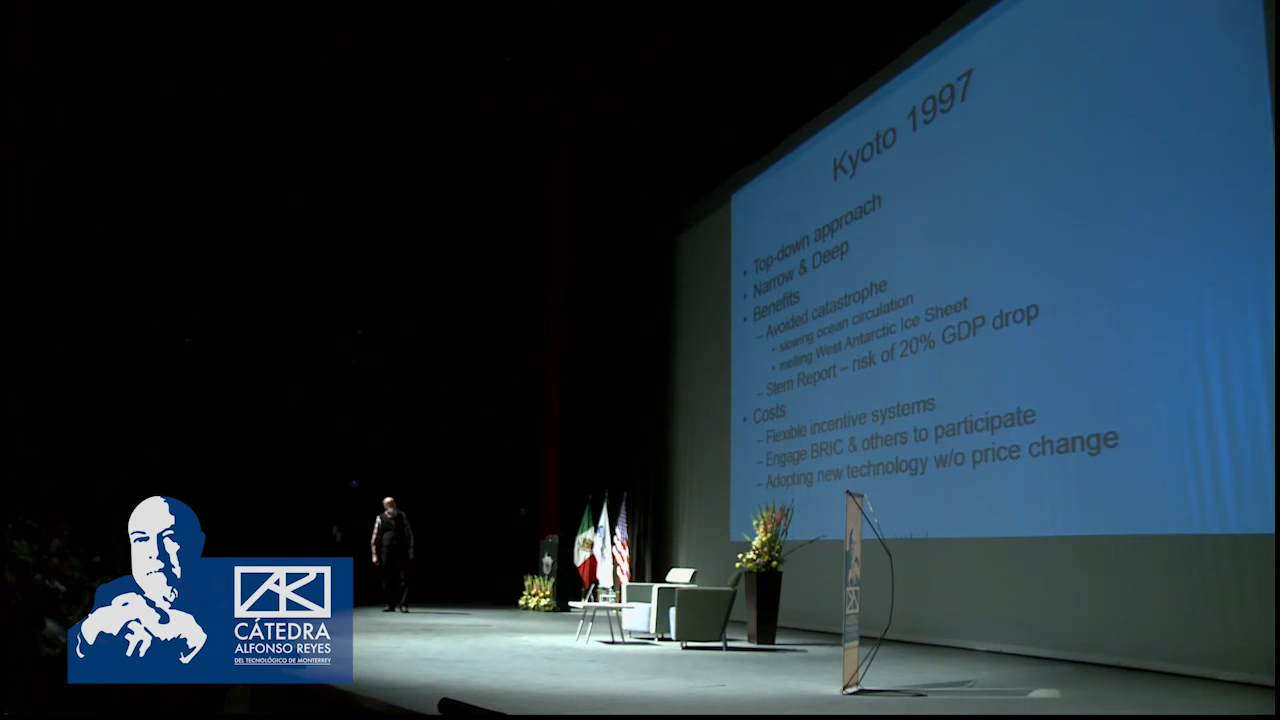 Kyoto 1997
• Top-down approach
• Narrow & Deep
• Benefits
– Avoided catastrophe
• slowing ocean circulation
• melting West Antarctic Ice Sheet
– Stern Report – risk of 20% GDP drop
• Costs
– Flexible incentive systems
– Engage BRIC & others to participate
– Adopting new technology w/o price change
AR
CÁTEDRA
ALFONSO REYES
DEL TECNOLÓGICO DE MONTERREY